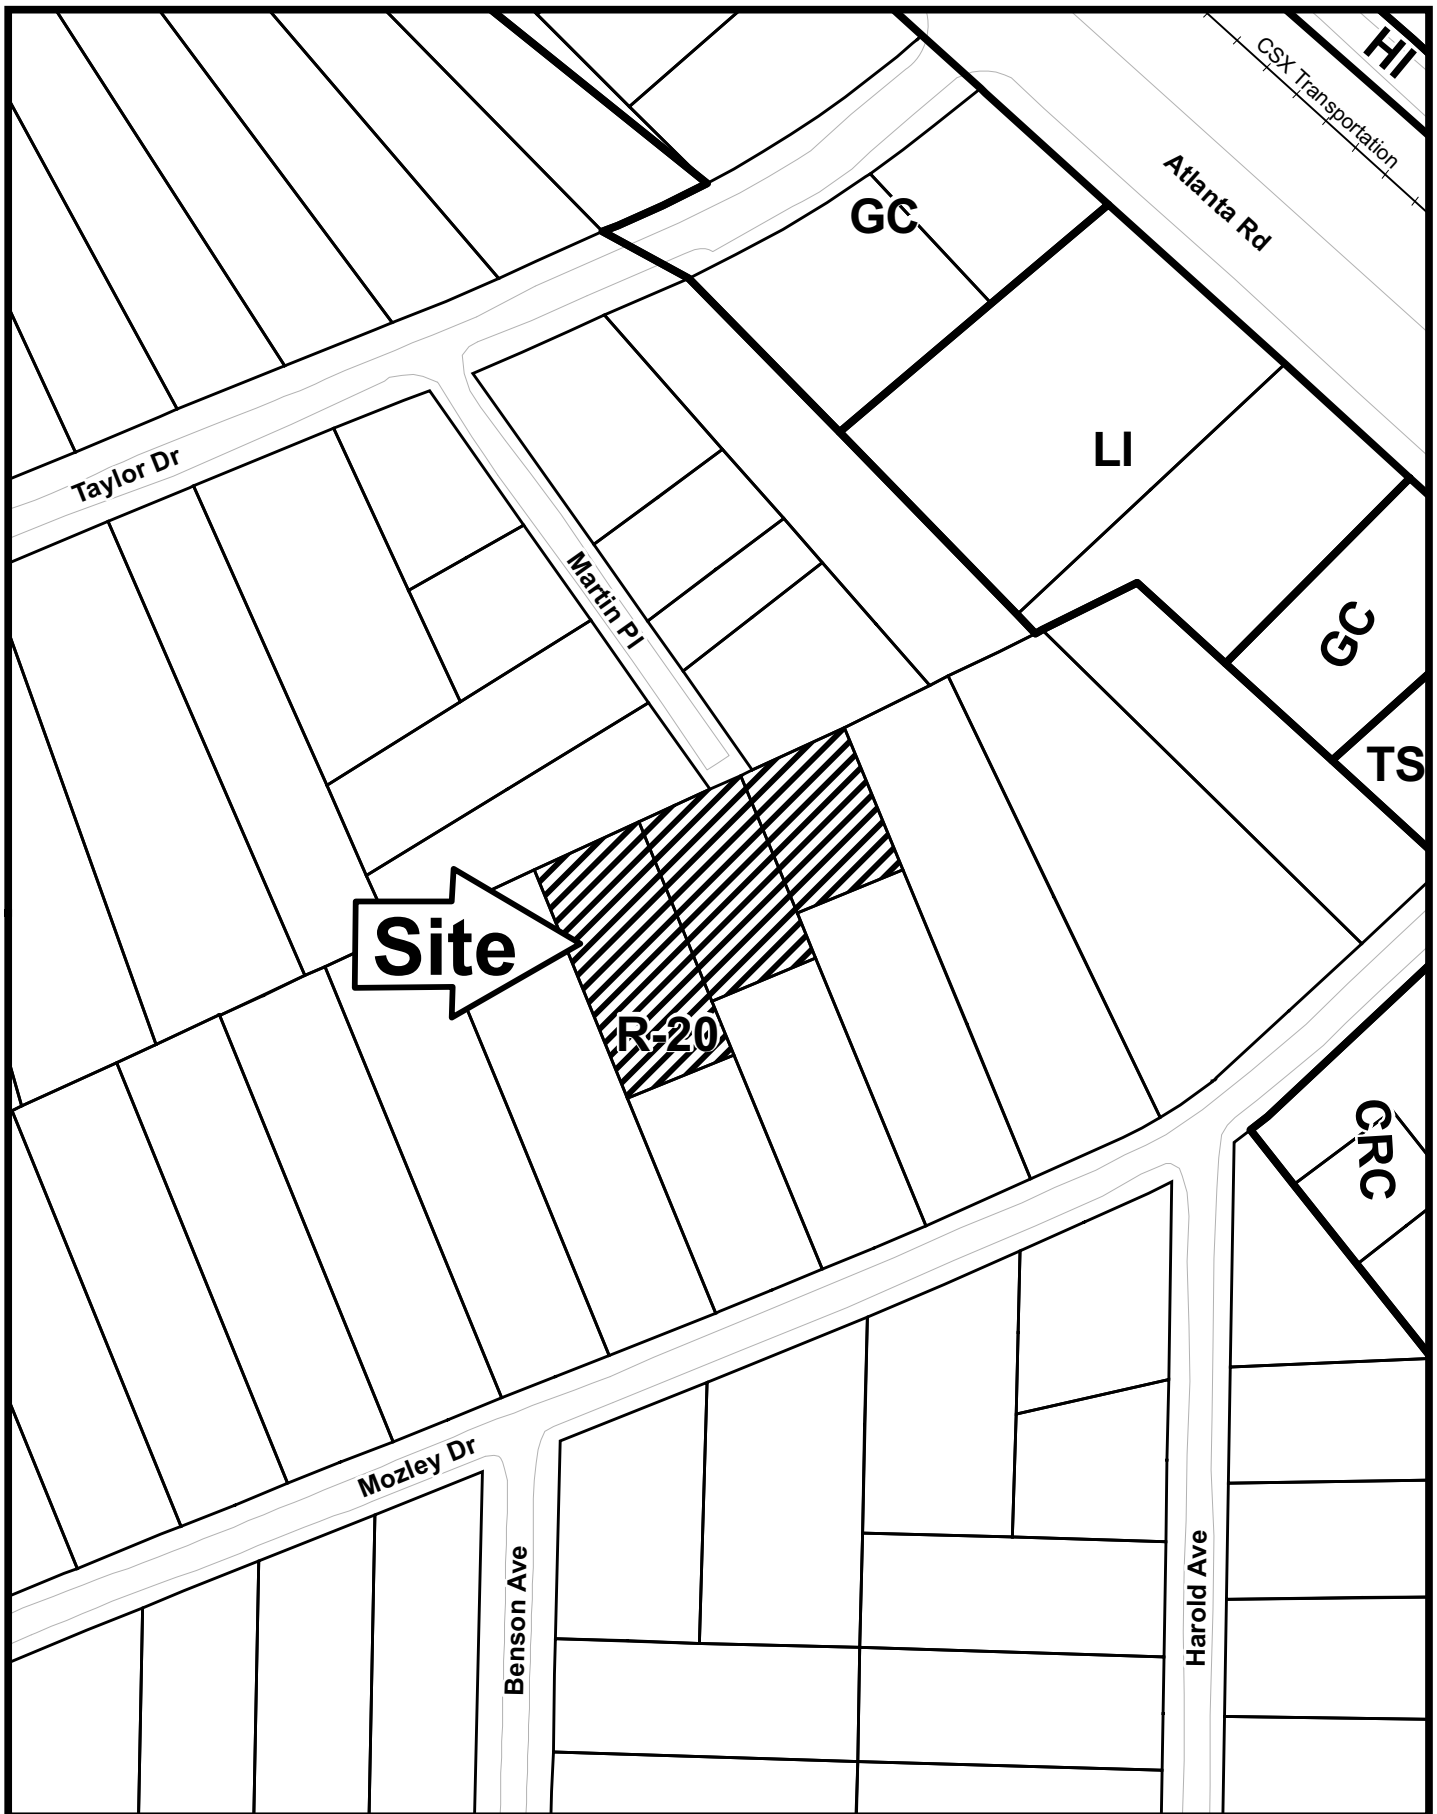 HI
CSX Transportation
Atlanta Rd
GC
LI
Taylor Dr
Martin Pl
GC
TS
Site
R-20
CRC
Mozley Dr
Benson Ave
Harold Ave